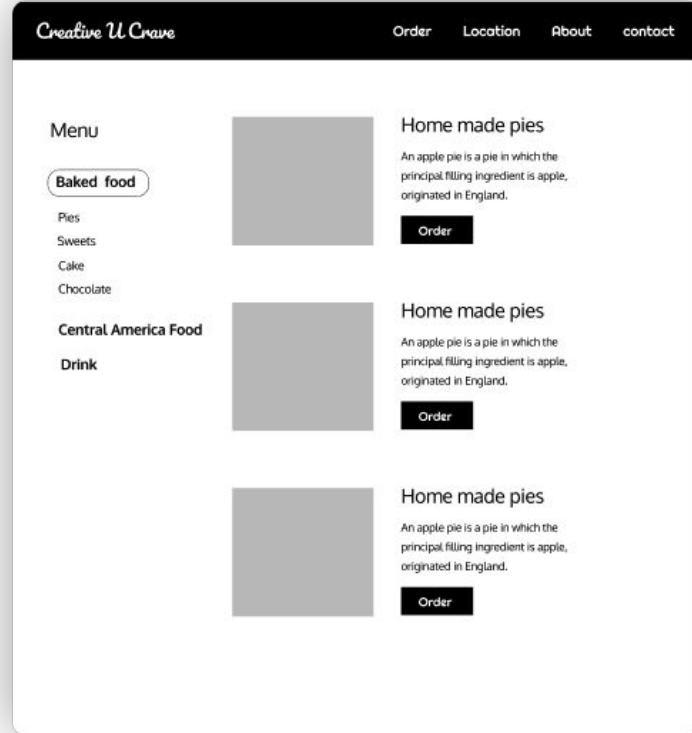 Creative U Crave
Order Location About contact
Menu
Baked food
Pies
Sweets
Cake
Chocolate
Central America Food
Drink
Home made pies
An apple pie is a pie in which the
principal filling ingredient is apple,
originated in England.
Order
Home made pies
An apple pie is a pie in which the
principal filling ingredient is apple,
originated in England.
Order
Home made pies
An apple pie is a pie in which the
principal filling ingredient is apple,
originated in England.
Order